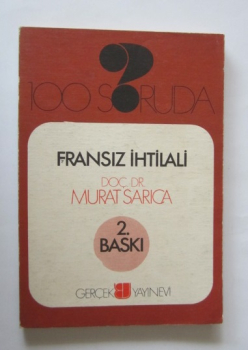 100 SORUDA
FRANSIZ İHTİLALİ
DOÇ. DR.
MURAT SARICA
2.
BASKI
GERÇEK YAYINEVİ